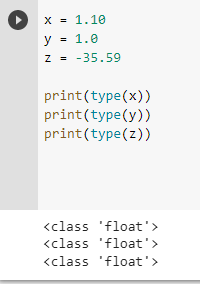 x = 1.10
y = 1.0
z = -35.59
print(type(x))
print(type(y))
print(type(z))
<class 'float'>
<class 'float'>
<class 'float'>